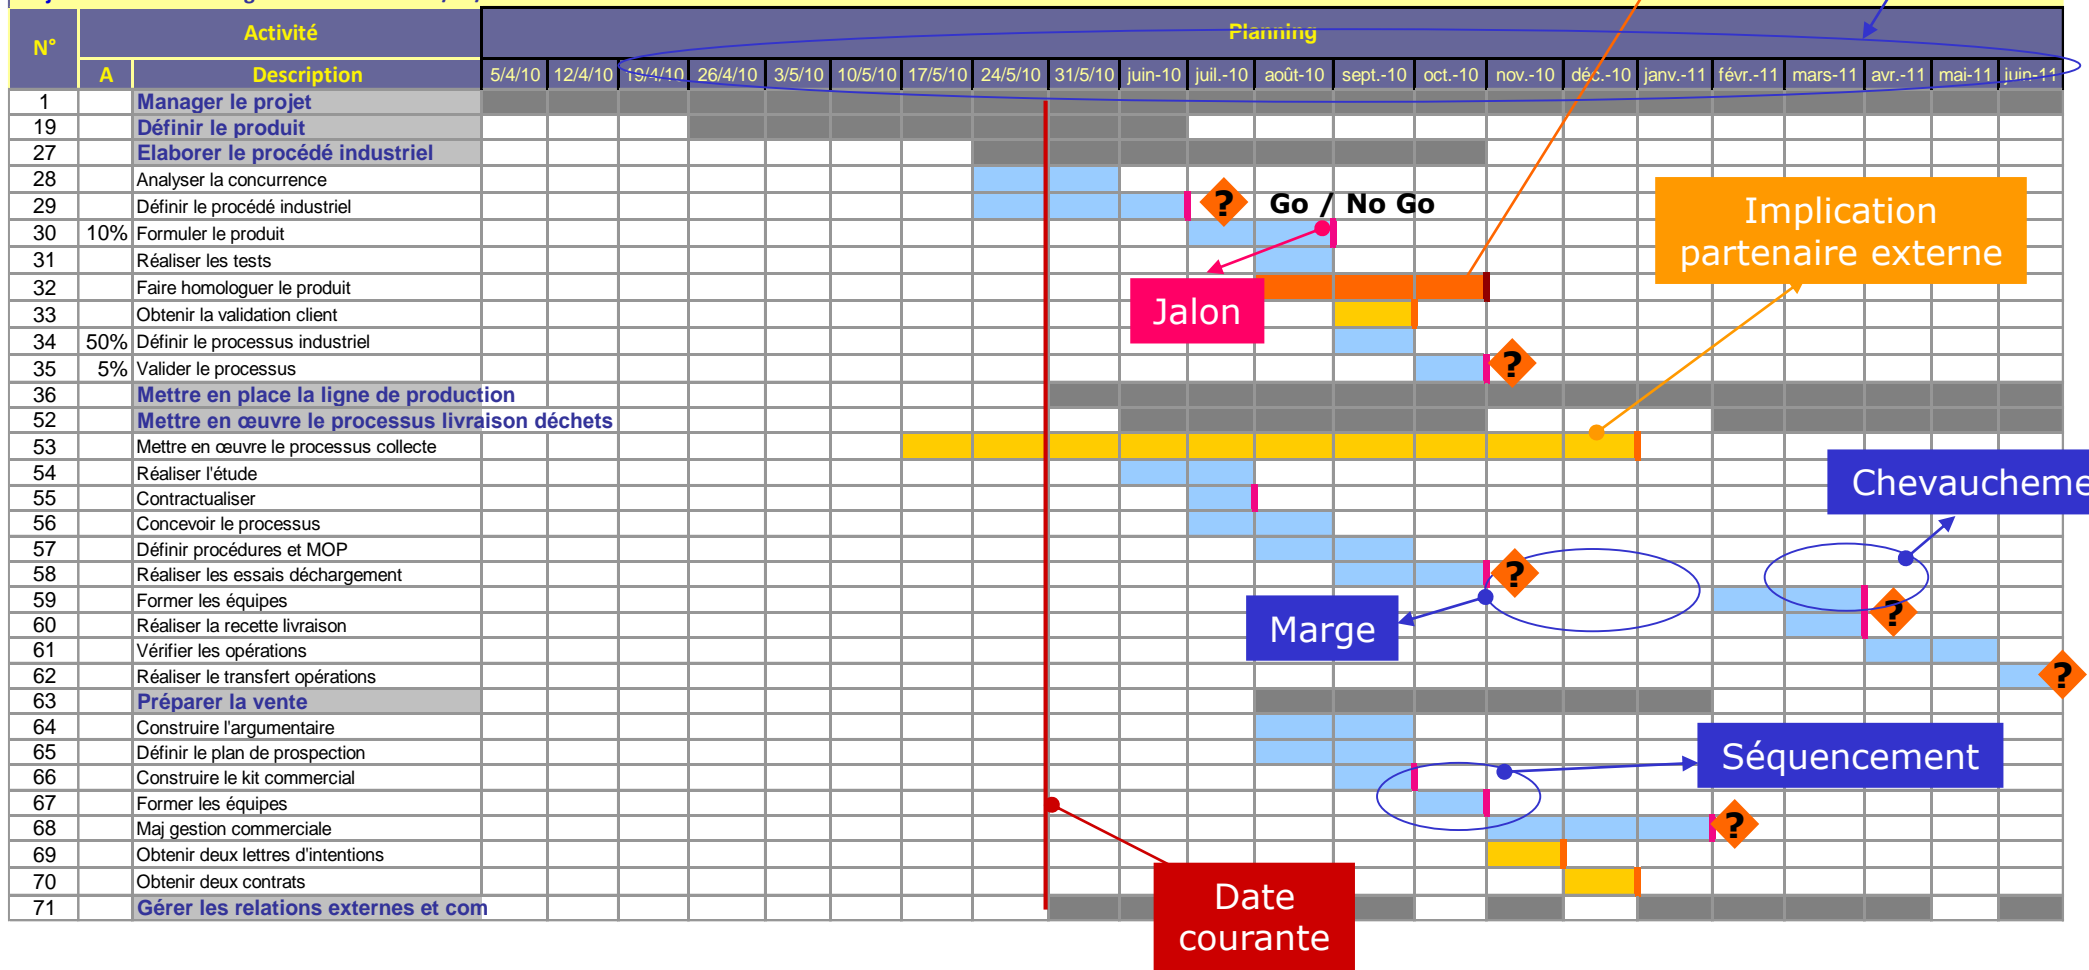 N° Activité Planning
A Description 5/4/10 12/4/10 19/4/10 26/4/10 3/5/10 10/5/10 17/5/10 24/5/10 31/5/10 juin-10 juil.-10 août-10 sept.-10 oct.-10 nov.-10 déc.-10 janv.-11 févr.-11 mars-11 avr.-11 mai-11 juin-11
1 Manager le projet
19 Définir le produit
27 Elaborer le procédé industriel
28 Analyser la concurrence
29 Définir le procédé industriel ? Go / No Go
30 10% Formuler le produit
31 Réaliser les tests
Implication
partenaire externe
32 Faire homologuer le produit
Jalon
33 Obtenir la validation client
34 50% Définir le processus industriel
35 5% Valider le processus ?
36 Mettre en place la ligne de production
52 Mettre en œuvre le processus livraison déchets
53 Mettre en œuvre le processus collecte
54 Réaliser l'étude
Chevaucheme
55 Contractualiser
56 Concevoir le processus
57 Définir procédures et MOP
58 Réaliser les essais déchargement ?
59 Former les équipes ?
Marge
60 Réaliser la recette livraison
61 Vérifier les opérations
62 Réaliser le transfert opérations ?
63 Préparer la vente
64 Construire l'argumentaire
65 Définir le plan de prospection
Séquencement
66 Construire le kit commercial
67 Former les équipes
68 Maj gestion commerciale ?
69 Obtenir deux lettres d'intentions
70 Obtenir deux contrats
71 Gérer les relations externes et com
Date
courante